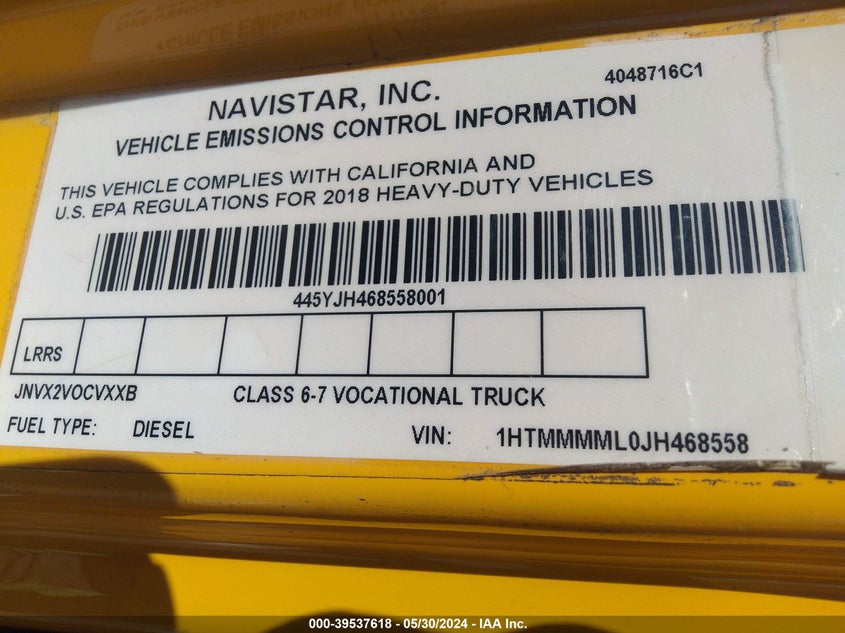 NAVISTAR, INC.
4048716C1
VEHICLE EMISSIONS CONTROL INFORMATION
THIS VEHICLE COMPLIES WITH CALIFORNIA AND
U.S. EPA REGULATIONS FOR 2018 HEAVY-DUTY VEHICLES
445YJH468558001
LRRS
JNVX2VOCVXXB CLASS 6-7 VOCATIONAL TRUCK
FUEL TYPE: DIESEL VIN: 1HTMMMML0JH468558
000-39537618 - 05/30/2024 - IAA Inc.